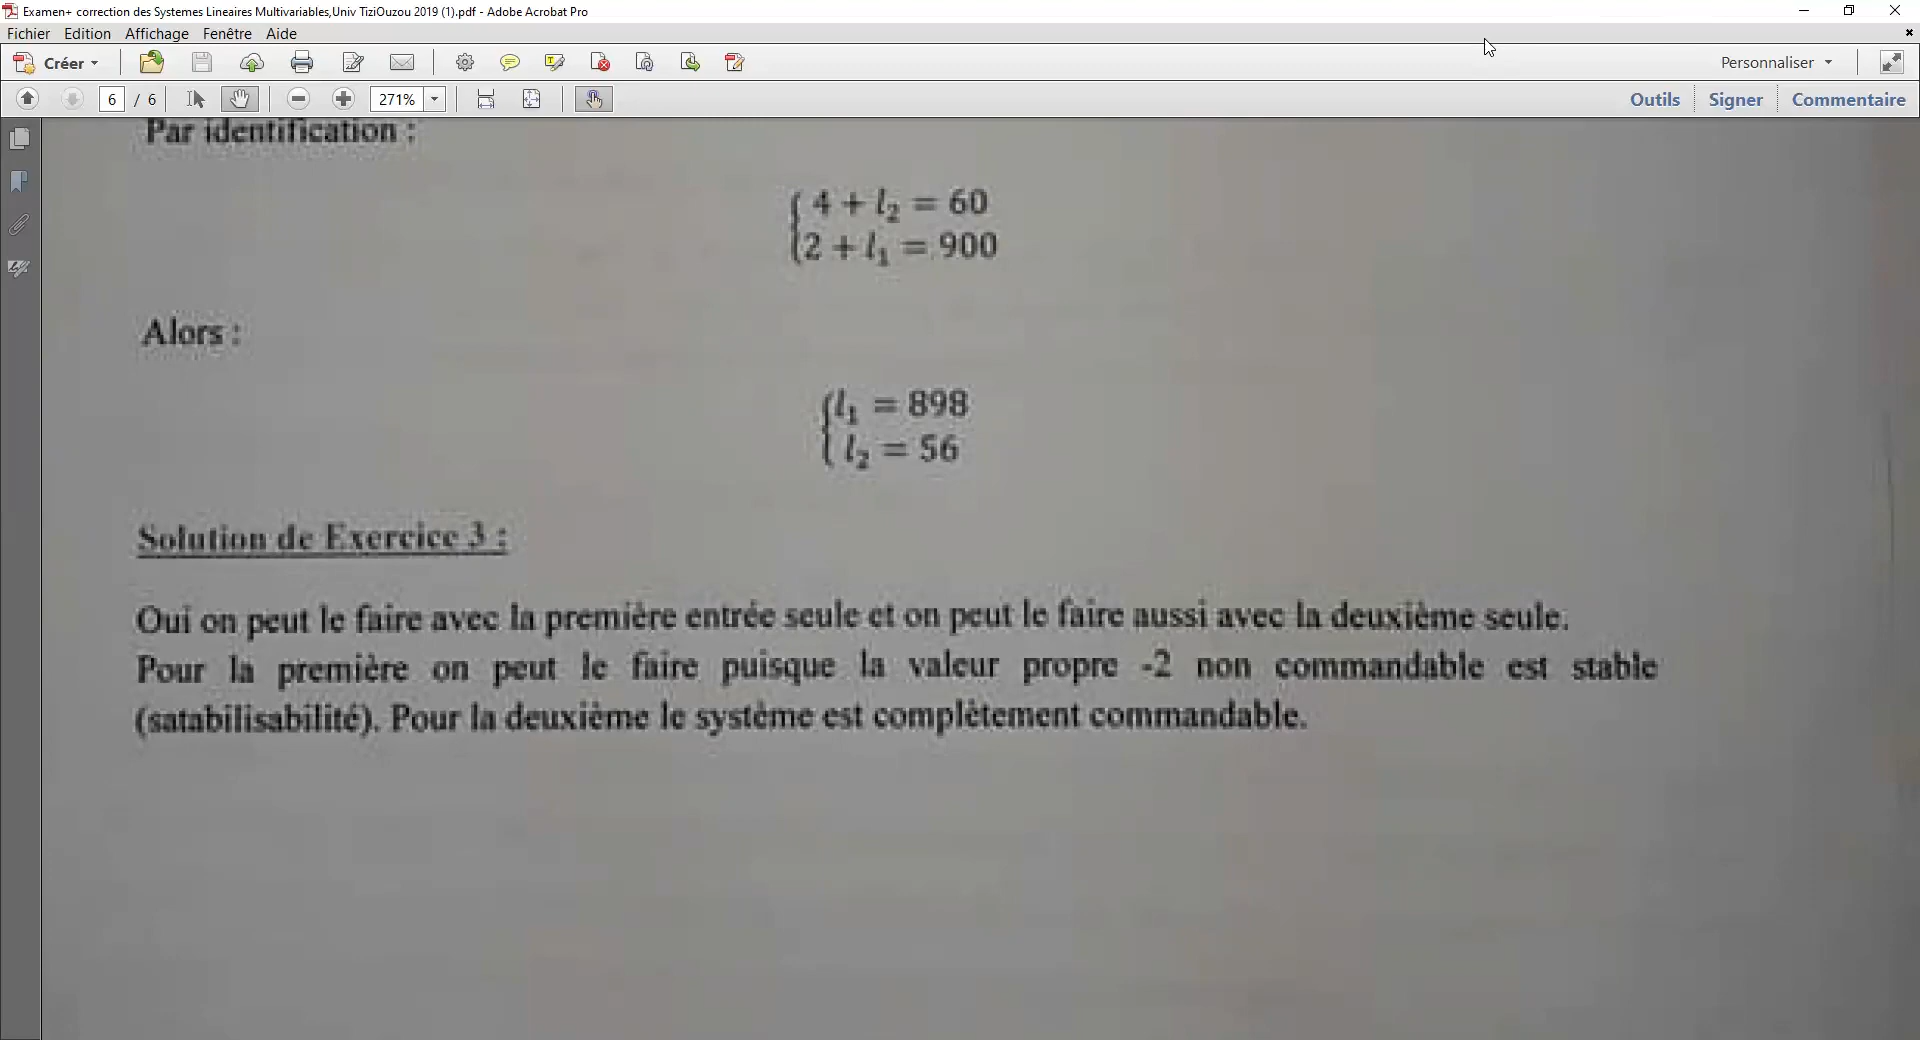 Examen+ correction des Systemes Lineaires Multivariables,Univ TiziOuzou 2019 (1).pdf - Adobe Acrobat Pro
Fichier Edition Affichage Fenêtre Aide
Créer Personnaliser
6 / 6 271% Outils Signer Commentaire
Par identification :
4 + l₂ = 60
2 + l₁ = 900
Alors :
l₁ = 898
l₂ = 56
Solution de Exercice 3 :
Oui on peut le faire avec la première entrée seule et on peut le faire aussi avec la deuxième seule.
Pour la première on peut le faire puisque la valeur propre -2 non commandable est stable
(satabilisabilité). Pour la deuxième le système est complètement commandable.